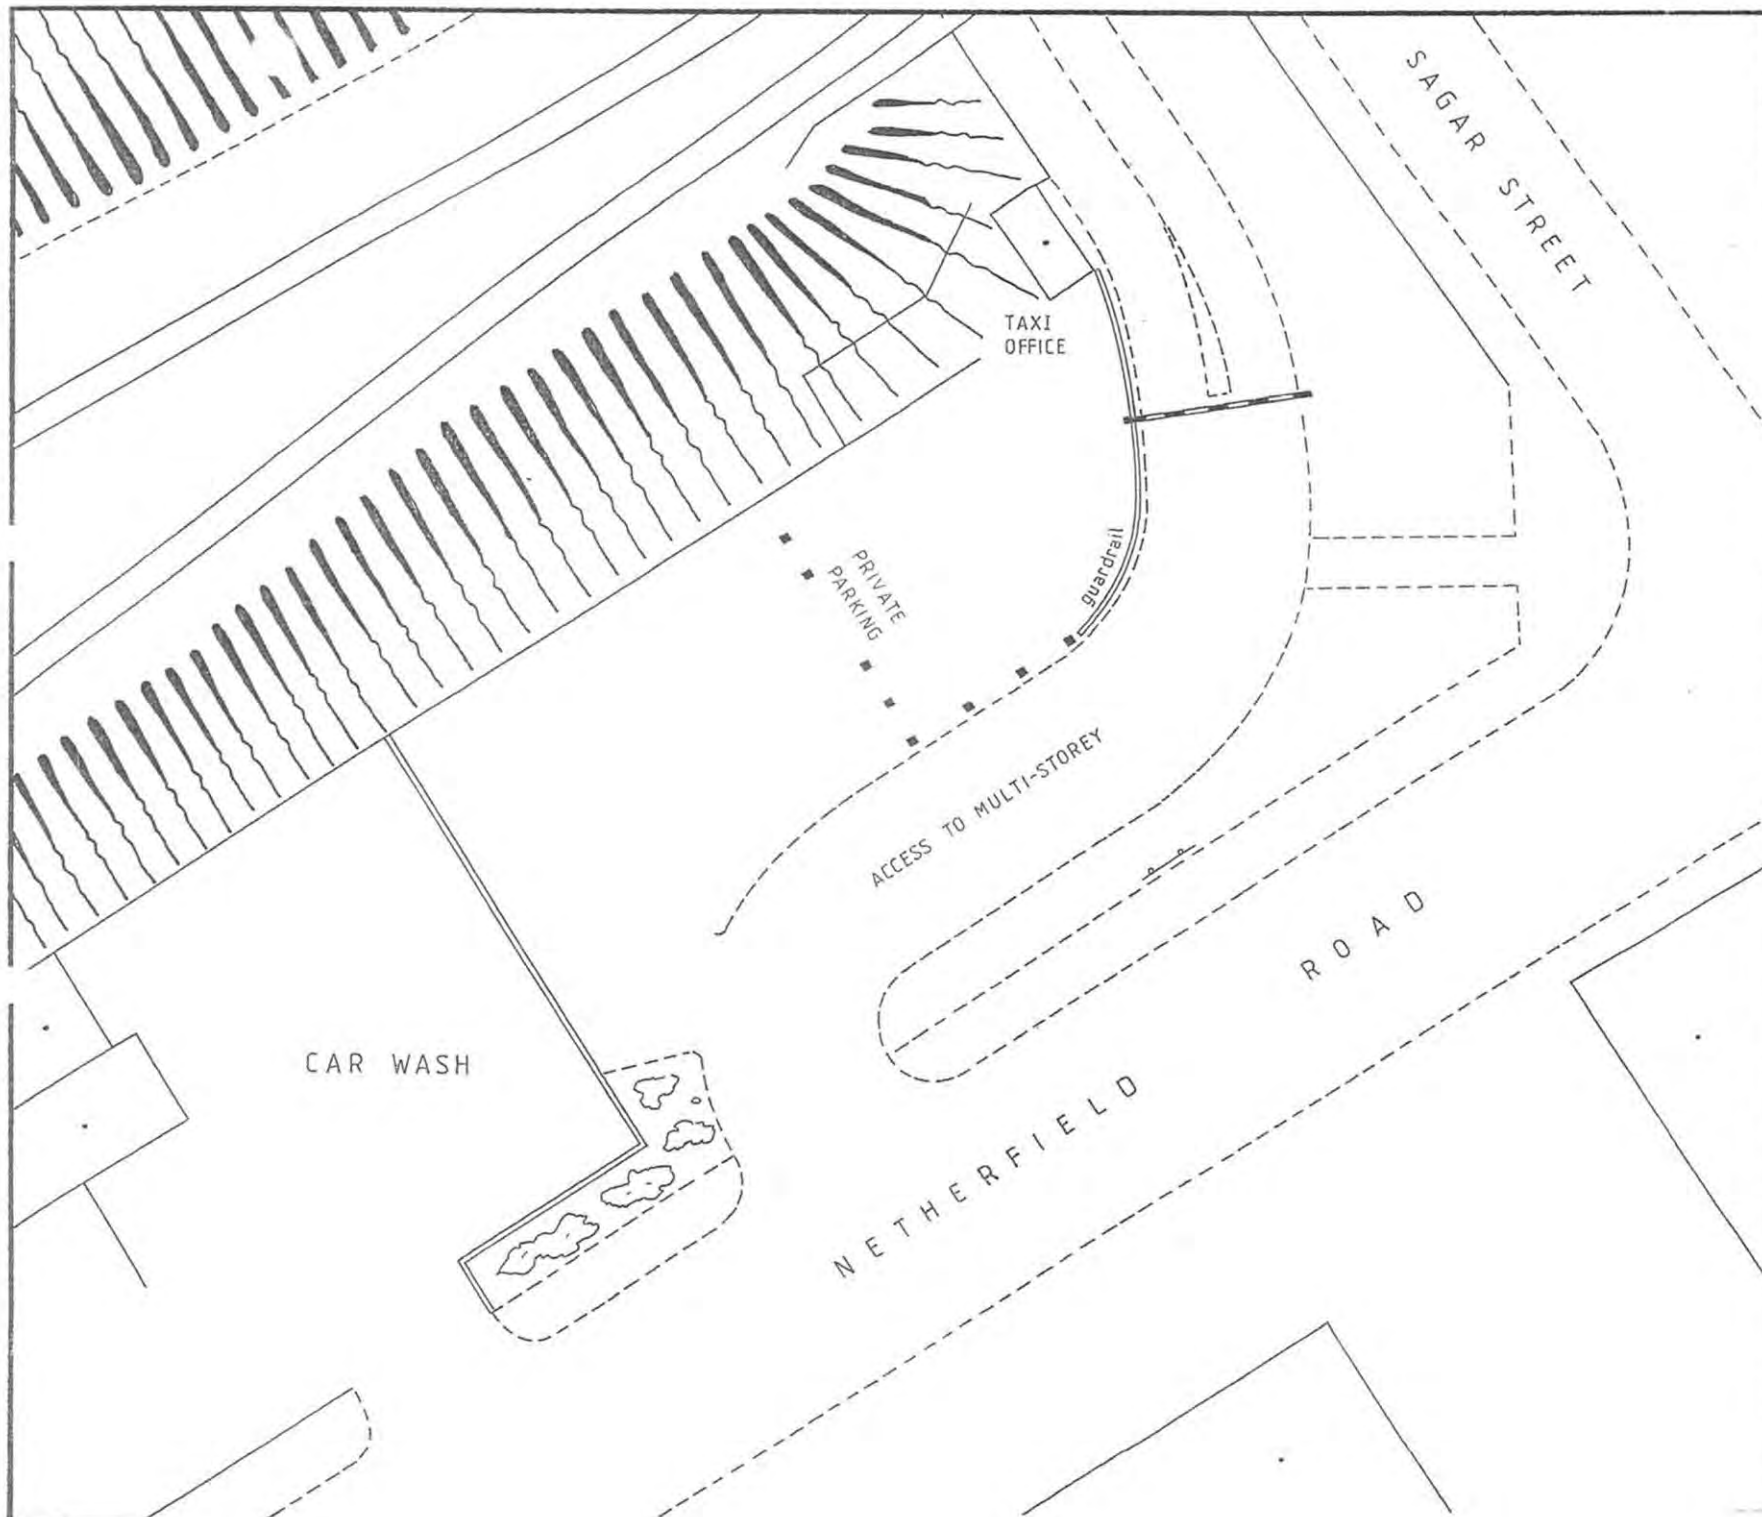 SAGAR STREET
TAXI
OFFICE
PRIVATE
PARKING
guardrail
ACCESS TO MULTI-STOREY
NETHERFIELD ROAD
CAR WASH